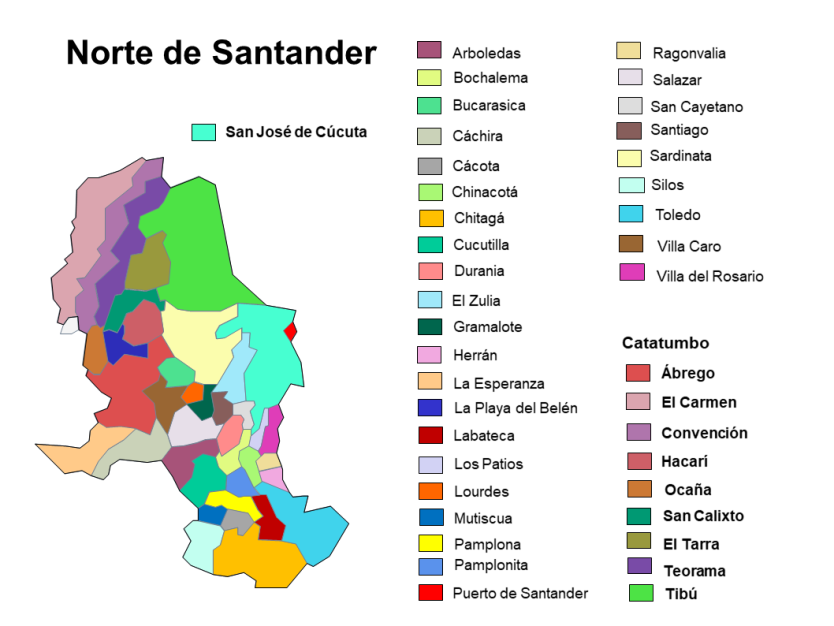 Norte de Santander
San José de Cúcuta
Arboledas
Bochalema
Bucarasica
Cáchira
Cácota
Chinacotá
Chitagá
Cucutilla
Durania
El Zulia
Gramalote
Herrán
La Esperanza
La Playa del Belén
Labateca
Los Patios
Lourdes
Mutiscua
Pamplona
Pamplonita
Puerto de Santander
Ragonvalia
Salazar
San Cayetano
Santiago
Sardinata
Silos
Toledo
Villa Caro
Villa del Rosario
Catatumbo
Ábrego
El Carmen
Convención
Hacarí
Ocaña
San Calixto
El Tarra
Teorama
Tibú